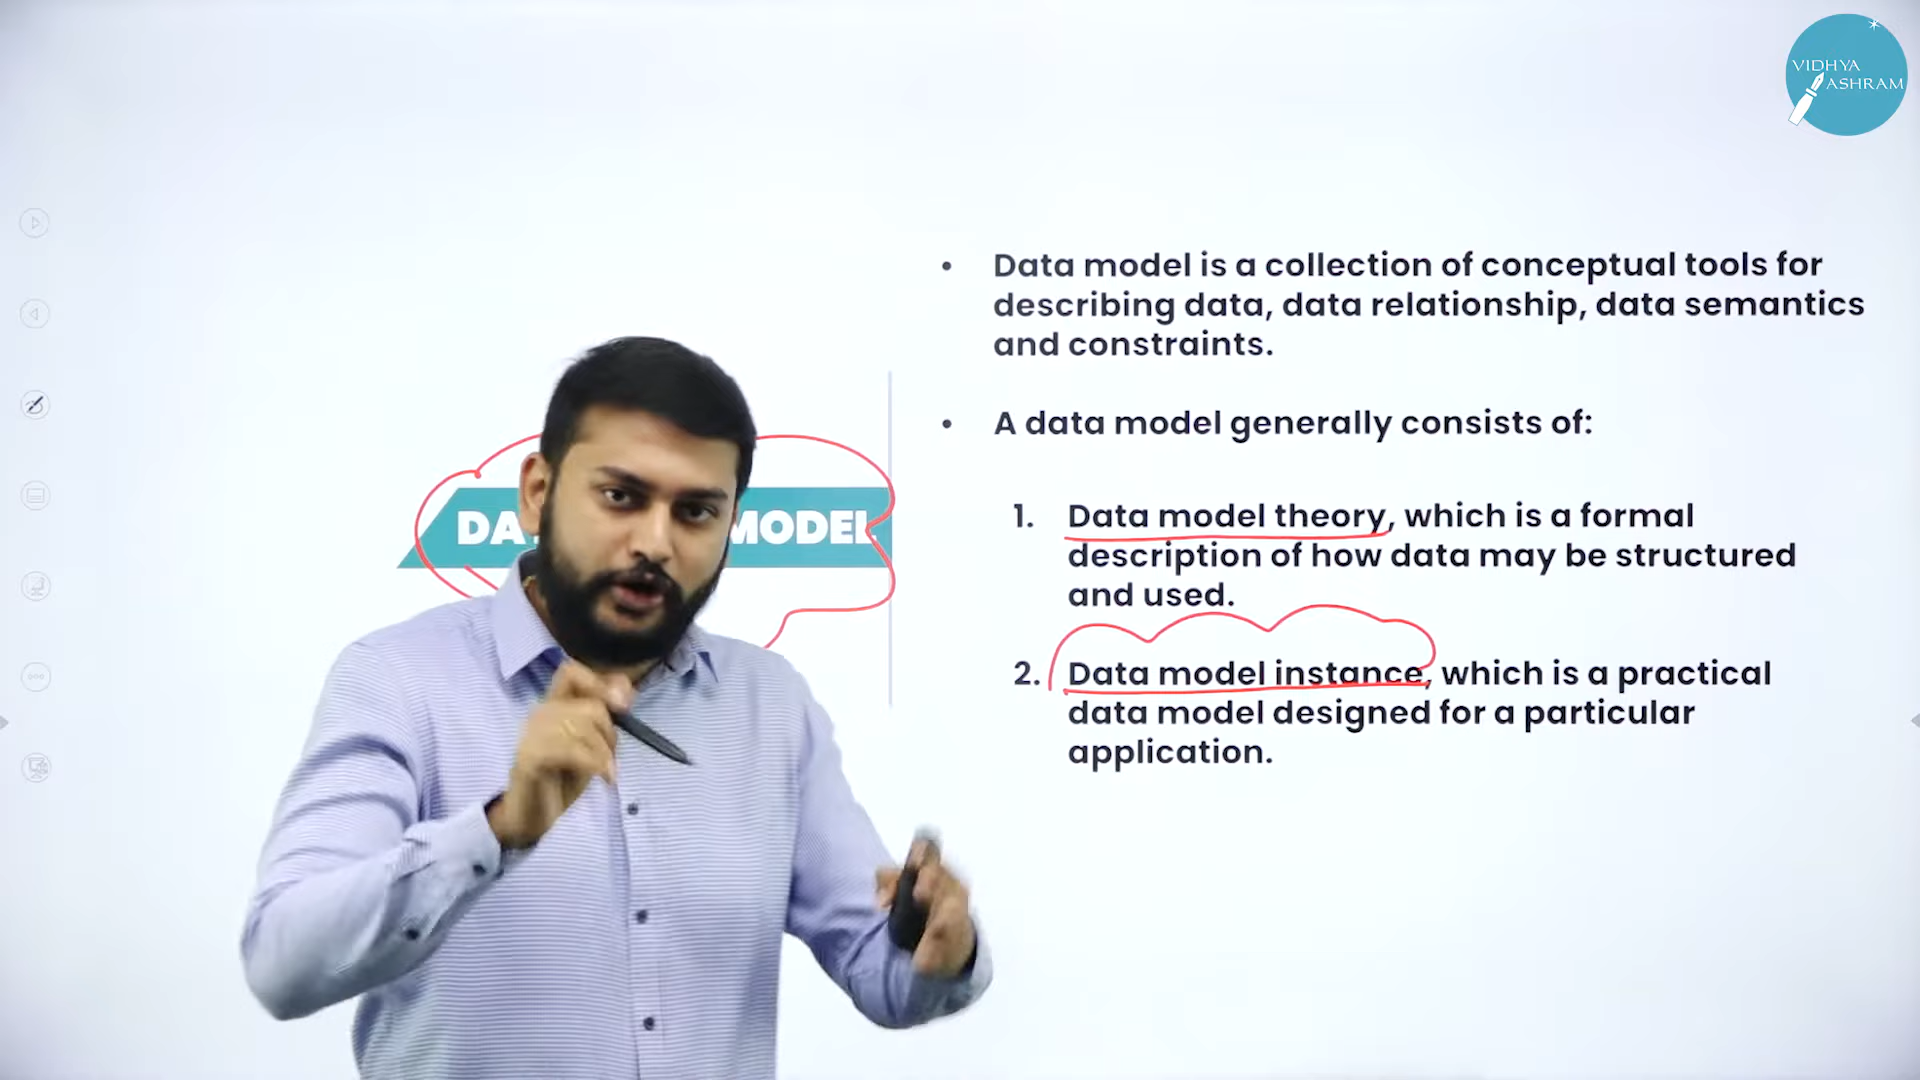 VIDHYA
ASHRAM
• Data model is a collection of conceptual tools for
describing data, data relationship, data semantics
and constraints.
• A data model generally consists of:
MODEL
1. Data model theory, which is a formal
description of how data may be structured
and used.
2. Data model instance, which is a practical
data model designed for a particular
application.